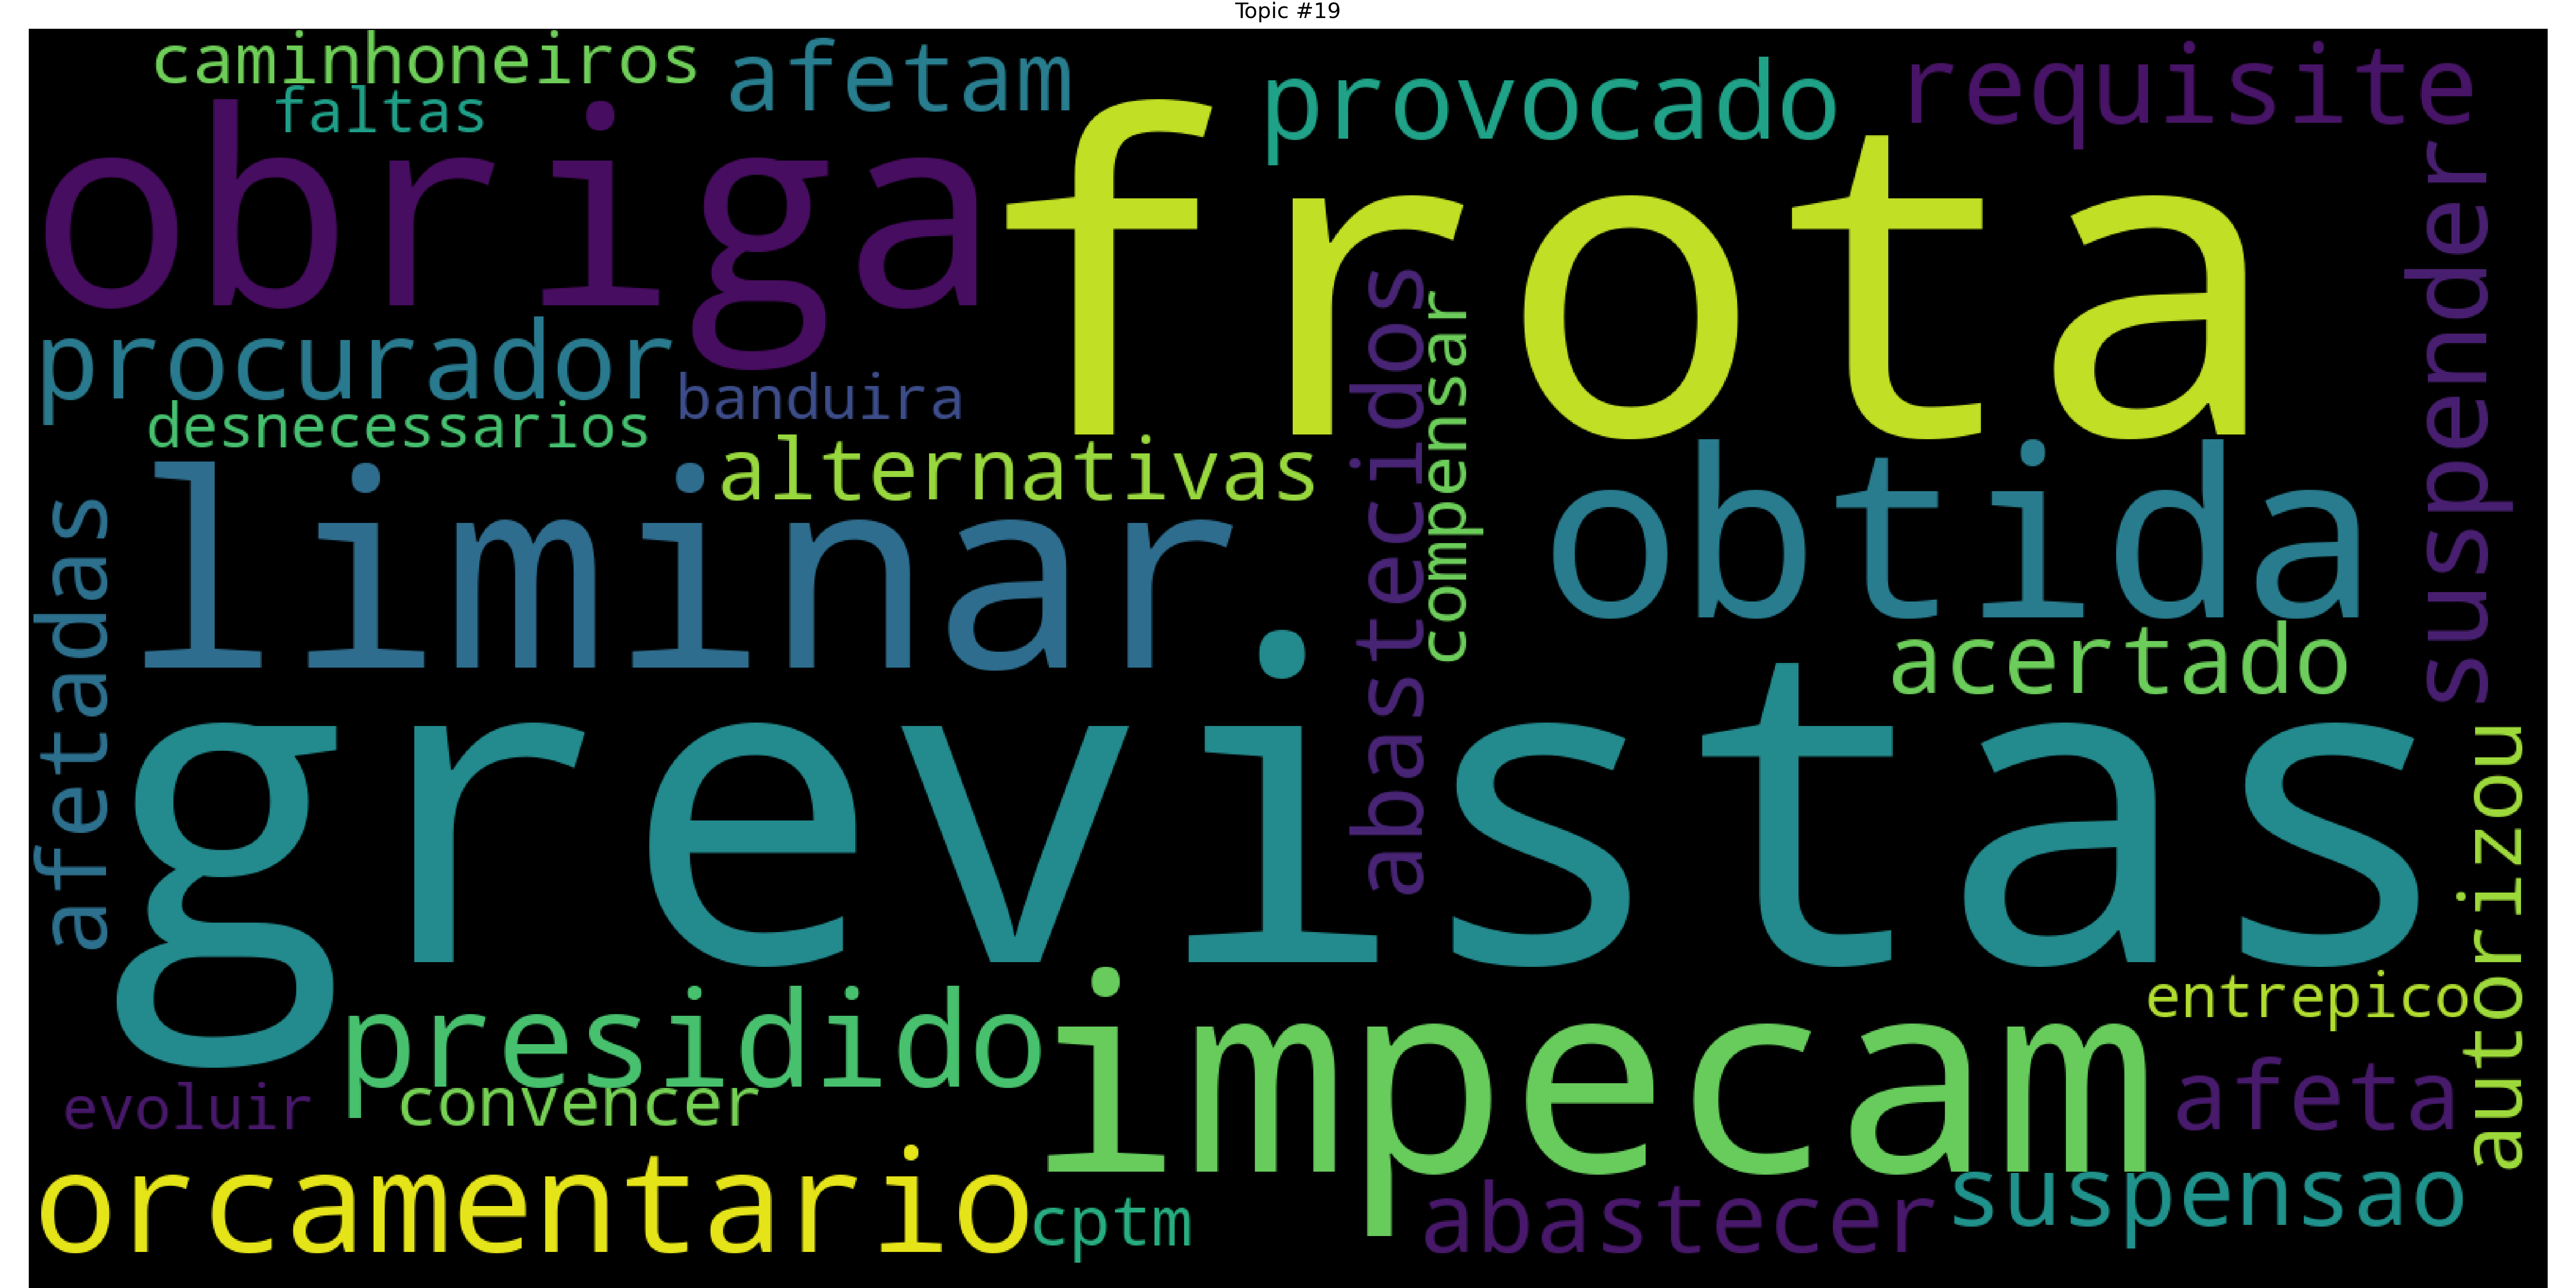 Topic #19
caminhoneiros
afetam
provocado
requisite
faltas
obriga
frota
suspender
procurador
banduira
abastecidos
compensar
desnecessarios
alternativas
liminar
obtida
afetadas
acertado
grevistas
autorizou
presidido
impecam
entrepico
evoluir
convencer
afeta
orcamentario
cptm
abastecer
suspensao